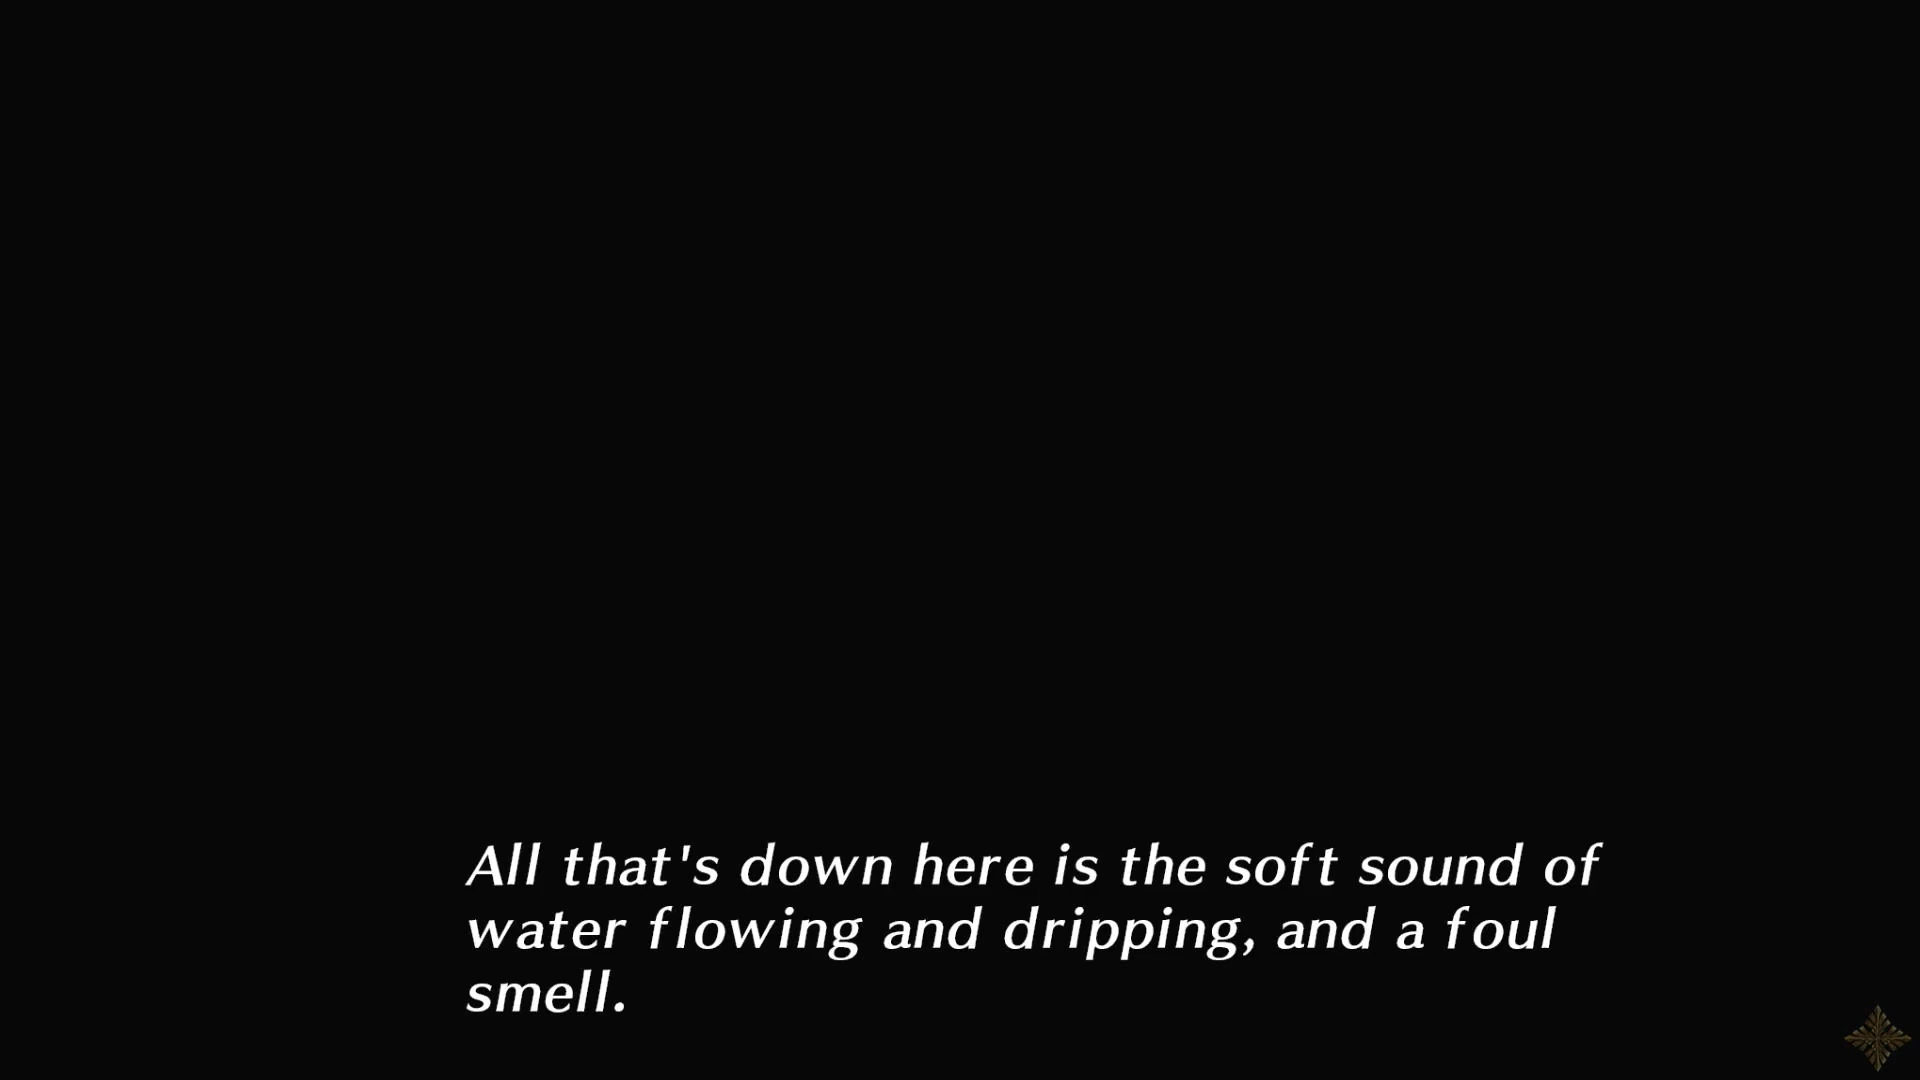 All that's down here is the soft sound of
water flowing and dripping, and a foul
smell.